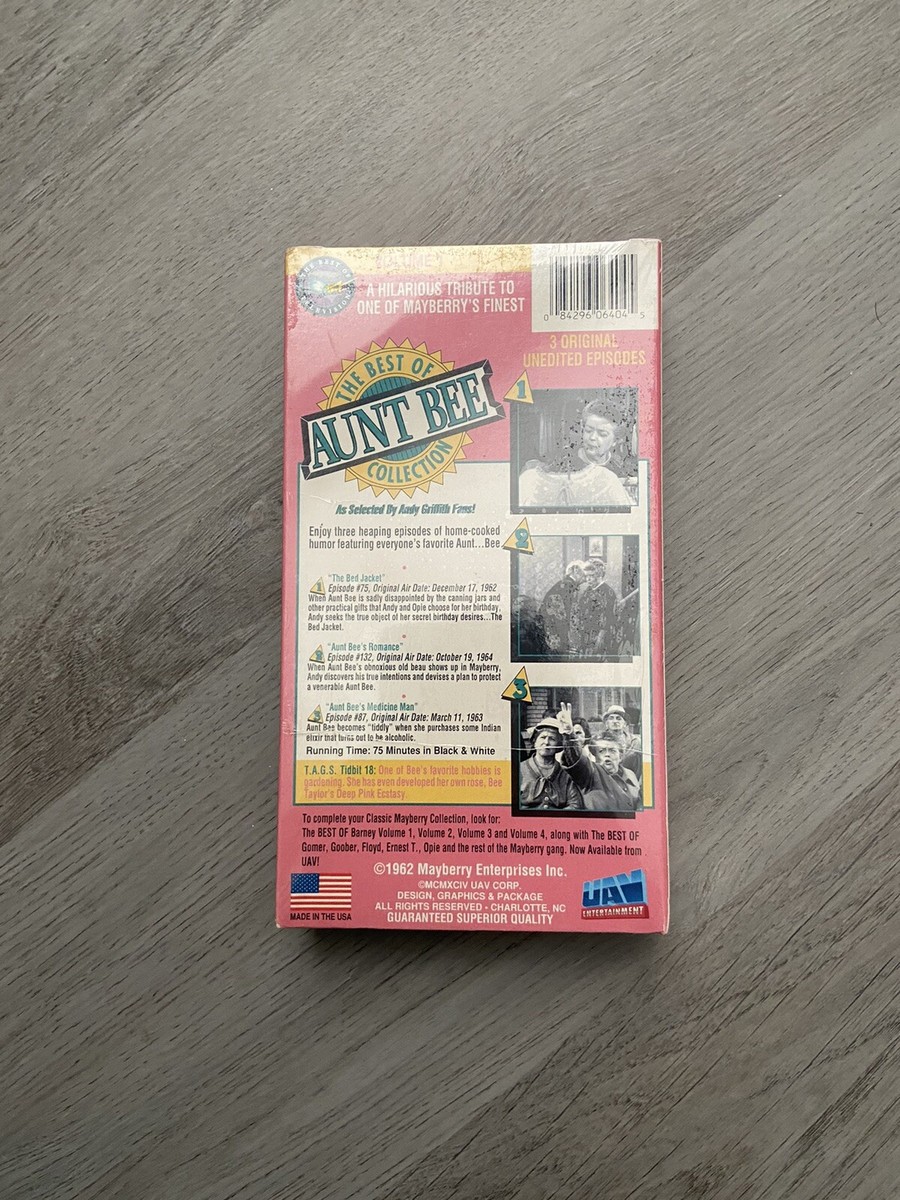 A HILARIOUS TRIBUTE TO
ONE OF MAYBERRY'S FINEST
0 84296 06404 5
3 ORIGINAL
UNEDITED EPISODES
THE BEST OF
AUNT BEE
COLLECTION
As Selected By Andy Griffith Fans!
Enjoy three heaping episodes of home-cooked
humor featuring everyone's favorite Aunt...Bee.
1
2
3
1 "The Bed Jacket"
Episode #75, Original Air Date: December 17, 1962
When Aunt Bee is sadly disappointed by the canning jars and
other practical gifts that Andy and Opie choose for her birthday,
Andy seeks the true object of her secret birthday desires...The
Bed Jacket.
2 "Aunt Bee's Romance"
Episode #132, Original Air Date: October 19, 1964
When Aunt Bee's obnoxious old beau shows up in Mayberry,
Andy discovers his true intentions and devises a plan to protect
a venerable Aunt Bee.
3 "Aunt Bee's Medicine Man"
Episode #87, Original Air Date: March 11, 1963
Aunt Bee becomes "tiddly" when she purchases some Indian
elixir that turns out to be alcoholic.
Running Time: 75 Minutes in Black & White
T.A.G.S. Tidbit 18: One of Bee's favorite hobbies is
gardening. She has even developed her own rose, Bee
Taylor's Deep Pink Ecstasy.
To complete your Classic Mayberry Collection, look for:
The BEST OF Barney Volume 1, Volume 2, Volume 3 and Volume 4, along with The BEST OF
Gomer, Goober, Floyd, Ernest T., Opie and the rest of the Mayberry gang. Now Available from
UAV!
©1962 Mayberry Enterprises Inc.
©MCMXCIV UAV CORP.
DESIGN, GRAPHICS & PACKAGE
ALL RIGHTS RESERVED - CHARLOTTE, NC
GUARANTEED SUPERIOR QUALITY
MADE IN THE USA
UAV
ENTERTAINMENT